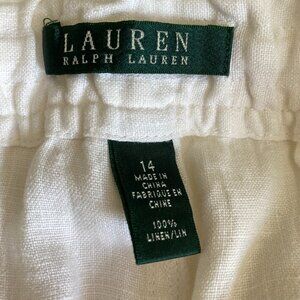 LAUREN
RALPH LAUREN
14
MADE IN
CHINA
FABRIQUE EN
CHINE
100%
LINEN/LIN